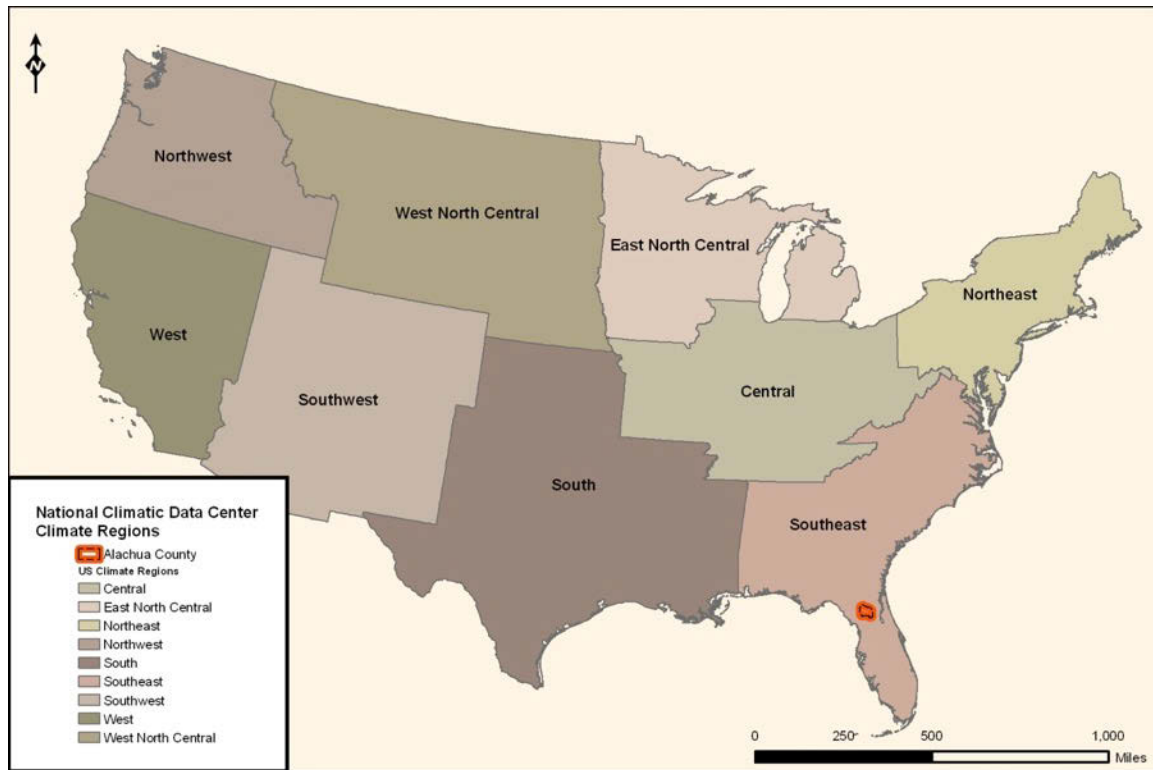 N
Northwest
West North Central
East North Central
Northeast
West
Southwest
Central
South
Southeast
National Climatic Data Center
Climate Regions
Alachua County
US Climate Regions
Central
East North Central
Northeast
Northwest
South
Southeast
Southwest
West
West North Central
0 250 500 1,000
Miles